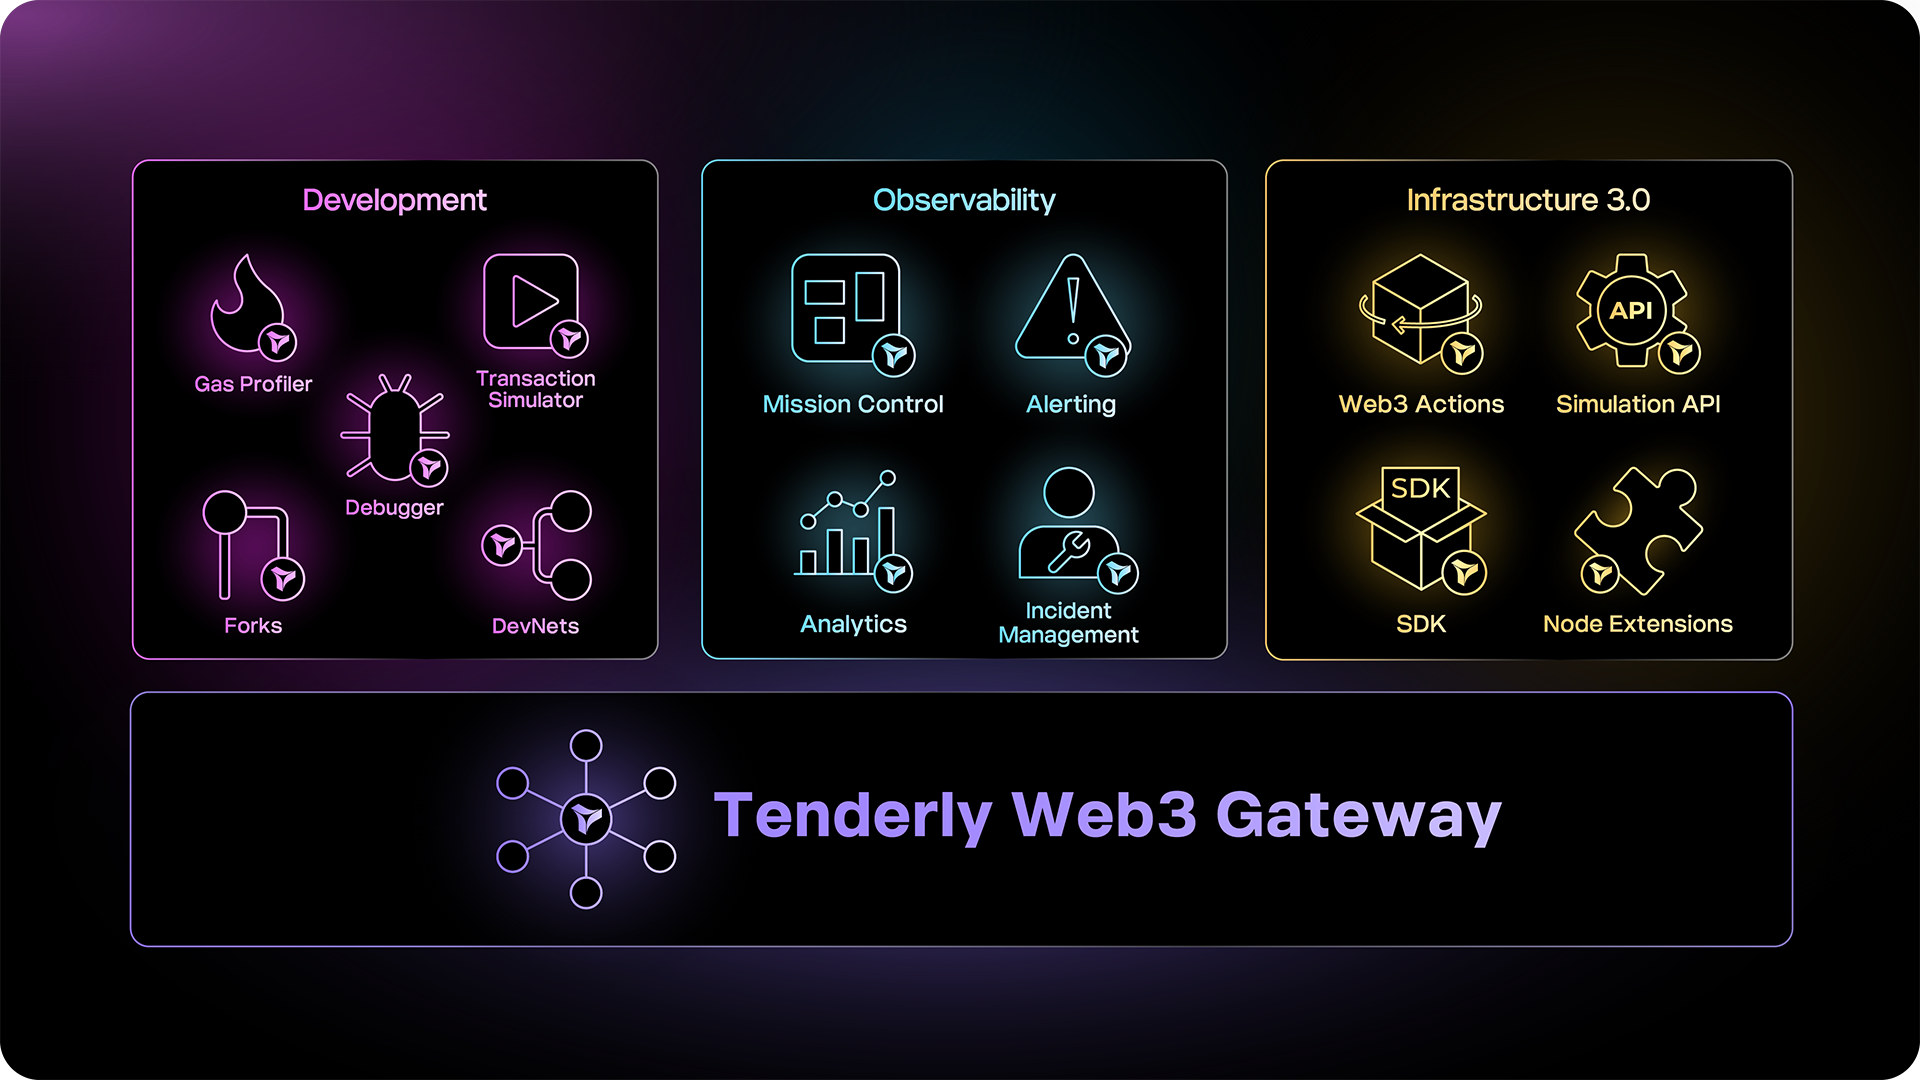 Development
Gas Profiler
Transaction
Simulator
Debugger
Forks
DevNets
Observability
Mission Control
Alerting
Analytics
Incident
Management
Infrastructure 3.0
Web3 Actions
API
Simulation API
SDK
SDK
Node Extensions
Tenderly Web3 Gateway